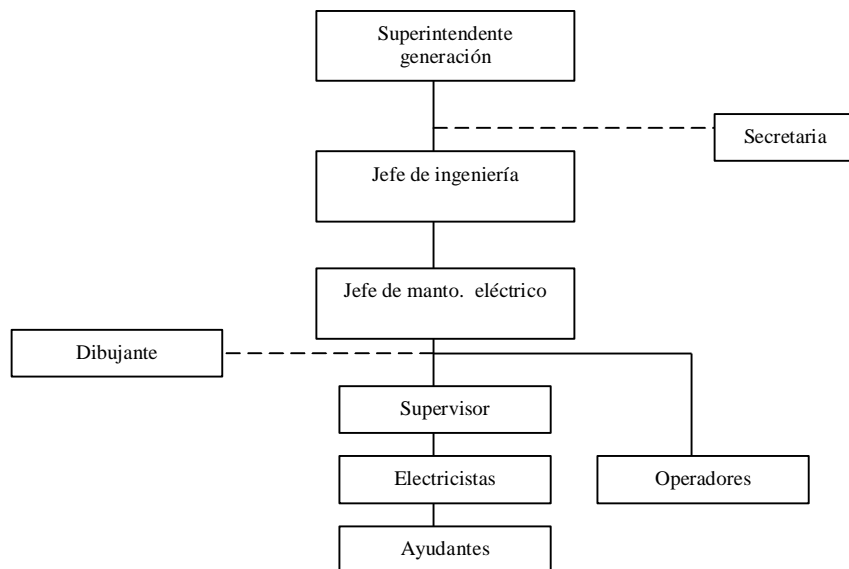 Superintendente
generación
Secretaria
Jefe de ingeniería
Jefe de manto. eléctrico
Dibujante
Supervisor
Electricistas
Operadores
Ayudantes